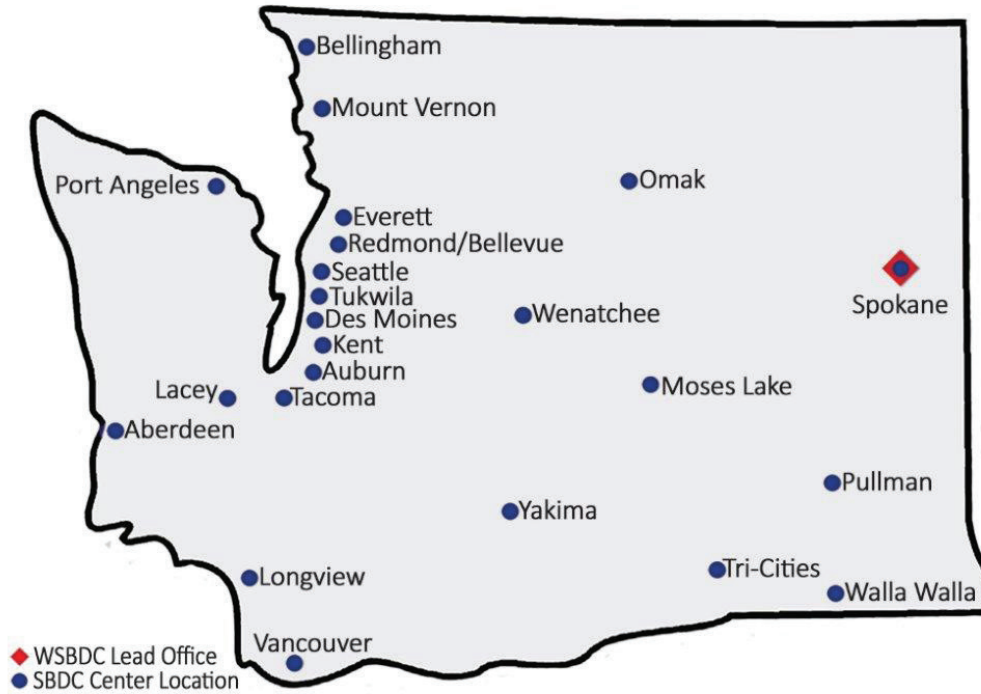 Bellingham
Mount Vernon
Port Angeles
Omak
Everett
Redmond/Bellevue
Seattle
Spokane
Tukwila
Des Moines
Wenatchee
Kent
Auburn
Moses Lake
Lacey
Tacoma
Aberdeen
Pullman
Yakima
Tri-Cities
Longview
Walla Walla
Vancouver
WSBDC Lead Office
SBDC Center Location